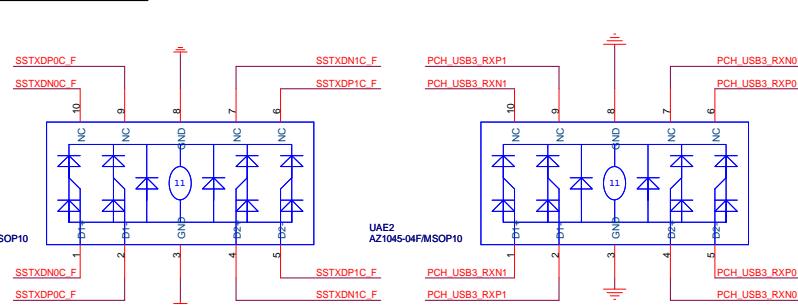 SSTXDP0C_F
SSTXDN1C_F
PCH_USB3_RXP1
PCH_USB3_RXN0
SSTXDN0C_F
SSTXDP1C_F
PCH_USB3_RXN1
PCH_USB3_RXP0
10 9 8 7 6
10 9 8 7 6
NC NC GND NC NC
NC NC GND NC NC
11
11
D1+ D1- GND D2+ D2-
D1+ D1- GND D2+ D2-
SOP10
UAE2
AZ1045-04F/MSOP10
1 2 3 4 5
1 2 3 4 5
SSTXDN0C_F
SSTXDP1C_F
PCH_USB3_RXN1
PCH_USB3_RXP0
SSTXDP0C_F
SSTXDN1C_F
PCH_USB3_RXP1
PCH_USB3_RXN0